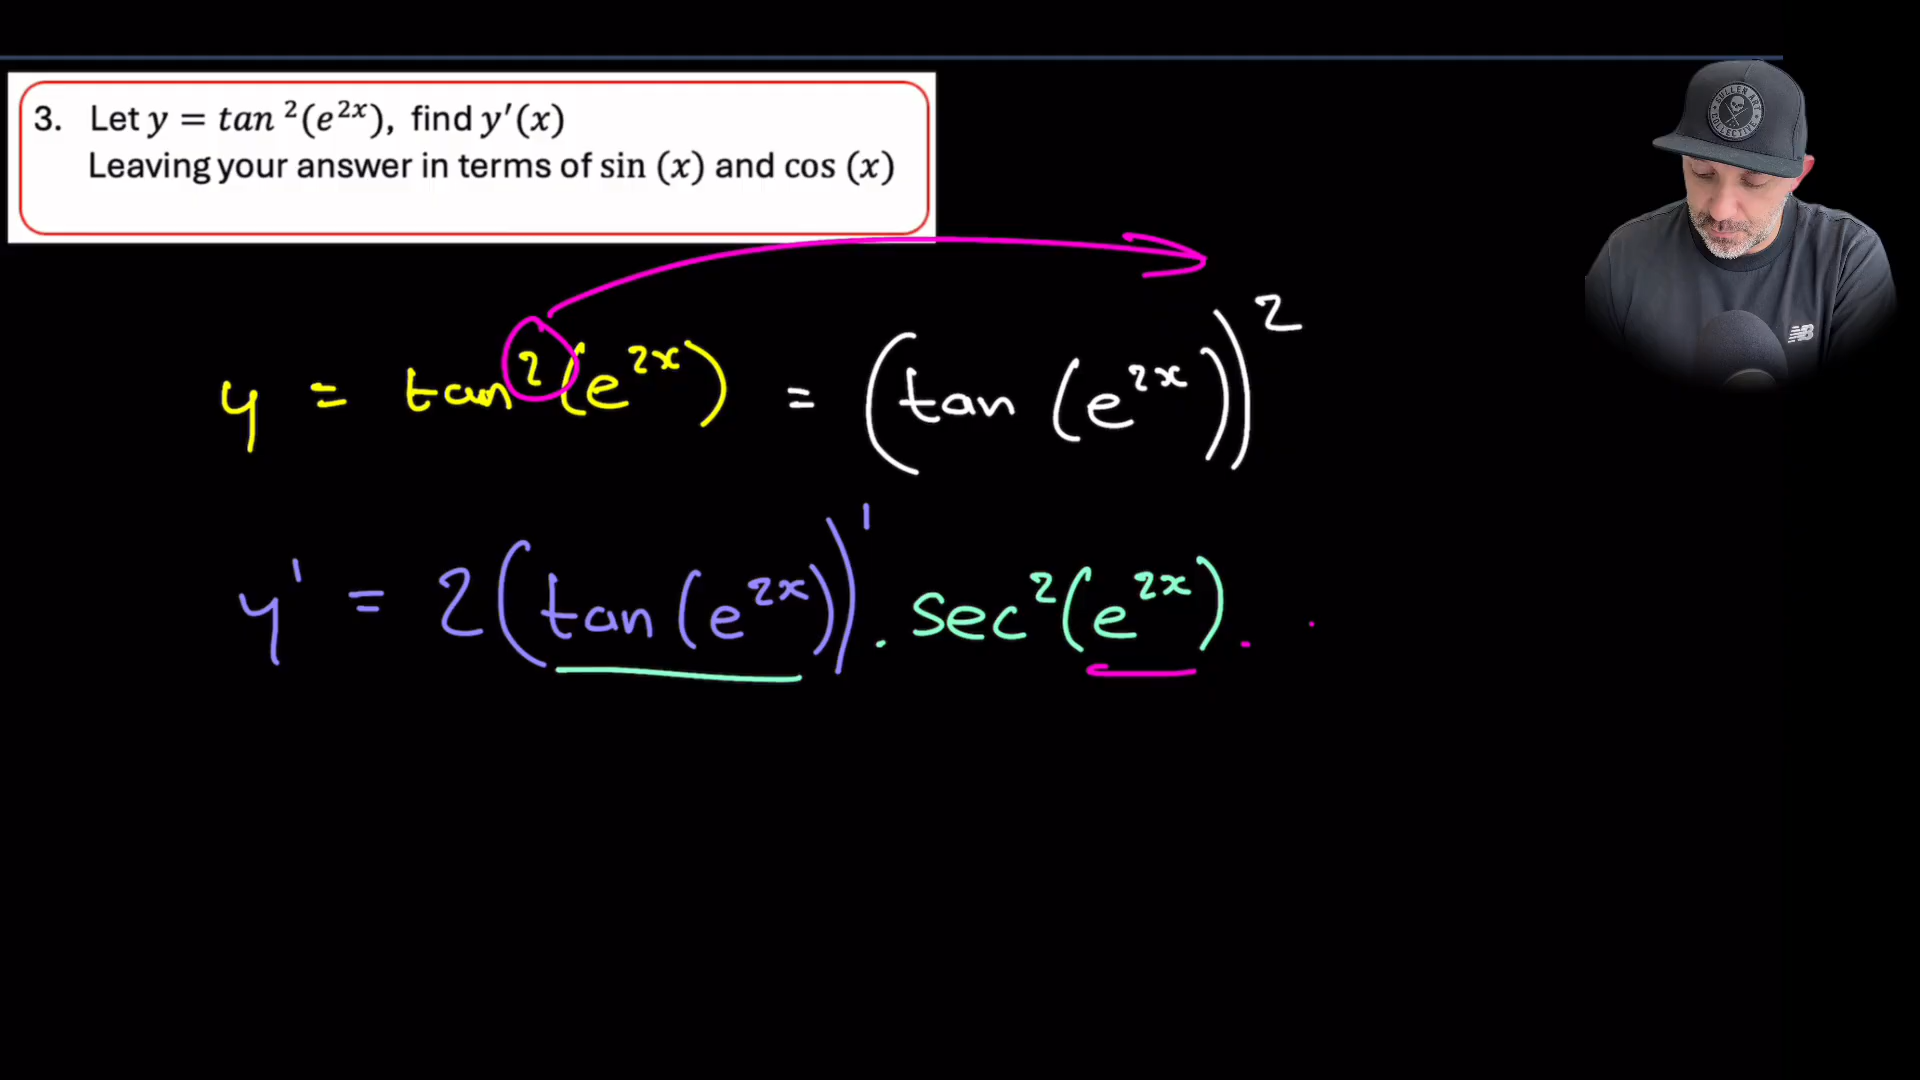 3. Let y = tan ²(e²ˣ), find y′(x)
Leaving your answer in terms of sin (x) and cos (x)
y = tan²(e²ˣ) = (tan (e²ˣ))²
y' = 2(tan(e²ˣ))¹ . sec²(e²ˣ) .
NB